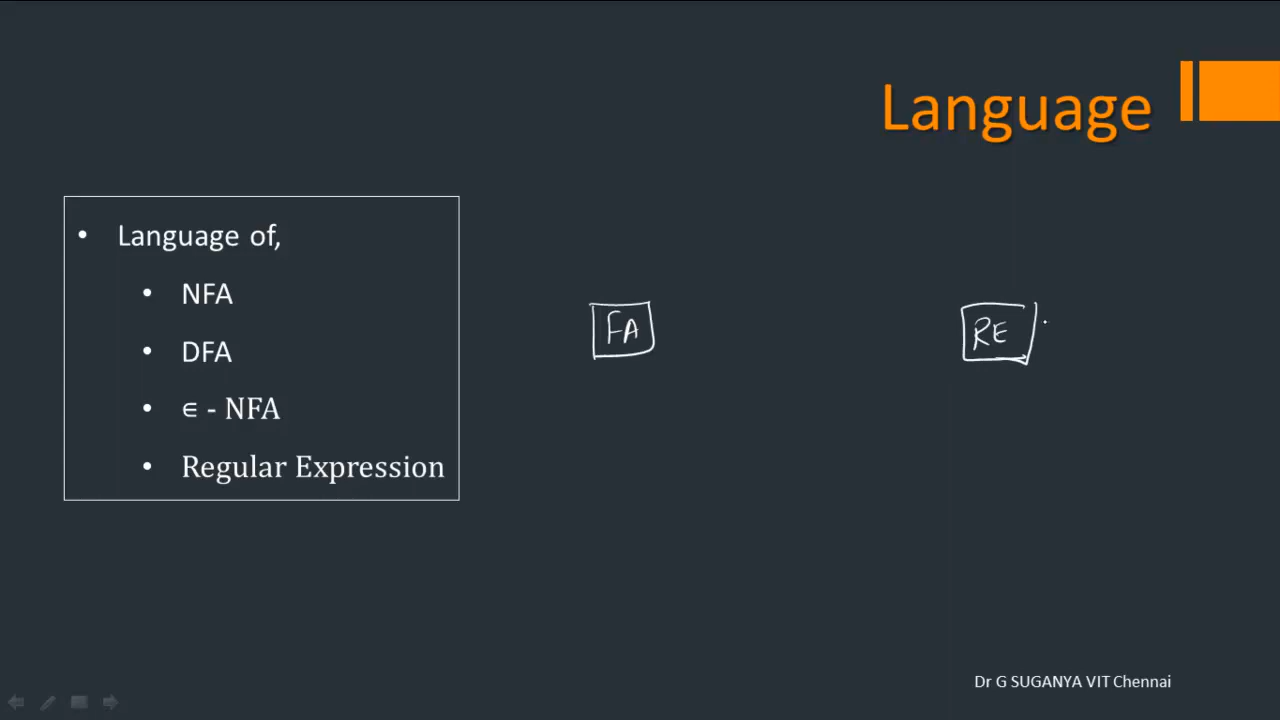 Language
• Language of,
• NFA
• DFA
• ∈ - NFA
• Regular Expression
FA
RE
Dr G SUGANYA VIT Chennai